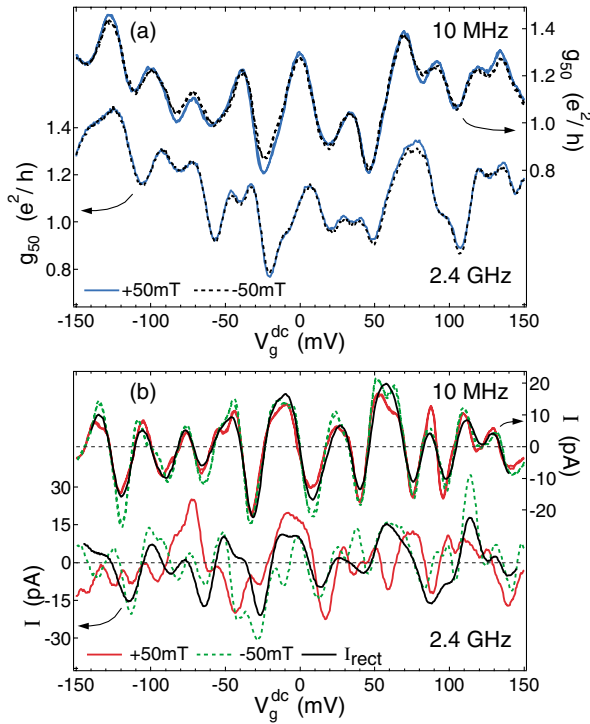 (a)
10 MHz
1.4
1.2
1.0
0.8
g50 (e2/ h)
1.4
1.2
1.0
0.8
g50 (e2/ h)
+50mT
-50mT
2.4 GHz
-150
-100
-50
0
50
100
150
Vgdc (mV)
(b)
10 MHz
20
10
0
-10
-20
I (pA)
30
15
0
-15
-30
I (pA)
2.4 GHz
+50mT
-50mT
Irect
-150
-100
-50
0
50
100
150
Vgdc (mV)